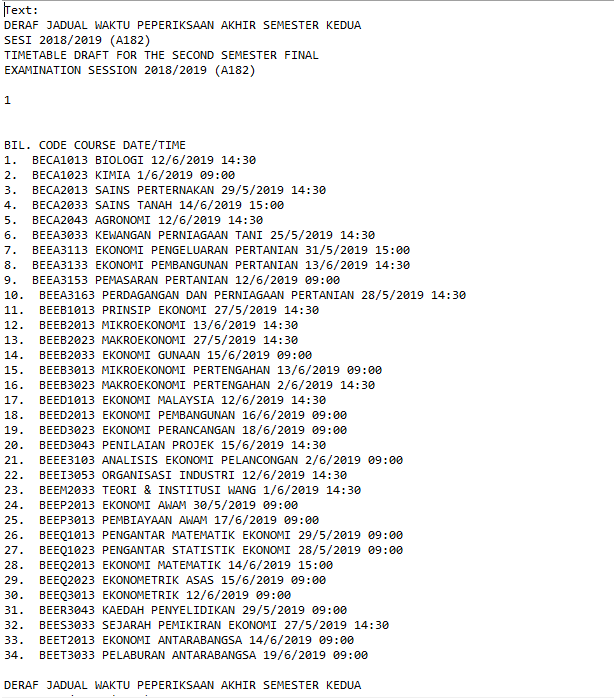 Text:
DERAF JADUAL WAKTU PEPERIKSAAN AKHIR SEMESTER KEDUA
SESI 2018/2019 (A182)
TIMETABLE DRAFT FOR THE SECOND SEMESTER FINAL
EXAMINATION SESSION 2018/2019 (A182)
1
BIL. CODE COURSE DATE/TIME
1. BECA1013 BIOLOGI 12/6/2019 14:30
2. BECA1023 KIMIA 1/6/2019 09:00
3. BECA2013 SAINS PERTERNAKAN 29/5/2019 14:30
4. BECA2033 SAINS TANAH 14/6/2019 15:00
5. BECA2043 AGRONOMI 12/6/2019 14:30
6. BEEA3033 KEWANGAN PERNIAGAAN TANI 25/5/2019 14:30
7. BEEA3113 EKONOMI PENGELUARAN PERTANIAN 31/5/2019 15:00
8. BEEA3133 EKONOMI PEMBANGUNAN PERTANIAN 13/6/2019 14:30
9. BEEA3153 PEMASARAN PERTANIAN 12/6/2019 09:00
10. BEEA3163 PERDAGANGAN DAN PERNIAGAAN PERTANIAN 28/5/2019 14:30
11. BEEB1013 PRINSIP EKONOMI 27/5/2019 14:30
12. BEEB2013 MIKROEKONOMI 13/6/2019 14:30
13. BEEB2023 MAKROEKONOMI 27/5/2019 14:30
14. BEEB2033 EKONOMI GUNAAN 15/6/2019 09:00
15. BEEB3013 MIKROEKONOMI PERTENGAHAN 13/6/2019 09:00
16. BEEB3023 MAKROEKONOMI PERTENGAHAN 2/6/2019 14:30
17. BEED1013 EKONOMI MALAYSIA 12/6/2019 14:30
18. BEED2013 EKONOMI PEMBANGUNAN 16/6/2019 09:00
19. BEED3023 EKONOMI PERANCANGAN 18/6/2019 09:00
20. BEED3043 PENILAIAN PROJEK 15/6/2019 14:30
21. BEEE3103 ANALISIS EKONOMI PELANCONGAN 2/6/2019 09:00
22. BEEI3053 ORGANISASI INDUSTRI 12/6/2019 14:30
23. BEEM2033 TEORI & INSTITUSI WANG 1/6/2019 14:30
24. BEEP2013 EKONOMI AWAM 30/5/2019 09:00
25. BEEP3013 PEMBIAYAAN AWAM 17/6/2019 09:00
26. BEEQ1013 PENGANTAR MATEMATIK EKONOMI 29/5/2019 09:00
27. BEEQ1023 PENGANTAR STATISTIK EKONOMI 28/5/2019 09:00
28. BEEQ2013 EKONOMI MATEMATIK 14/6/2019 15:00
29. BEEQ2023 EKONOMETRIK ASAS 15/6/2019 09:00
30. BEEQ3013 EKONOMETRIK 12/6/2019 09:00
31. BEER3043 KAEDAH PENYELIDIKAN 29/5/2019 09:00
32. BEES3033 SEJARAH PEMIKIRAN EKONOMI 27/5/2019 14:30
33. BEET2013 EKONOMI ANTARABANGSA 14/6/2019 09:00
34. BEET3033 PELABURAN ANTARABANGSA 19/6/2019 09:00
DERAF JADUAL WAKTU PEPERIKSAAN AKHIR SEMESTER KEDUA